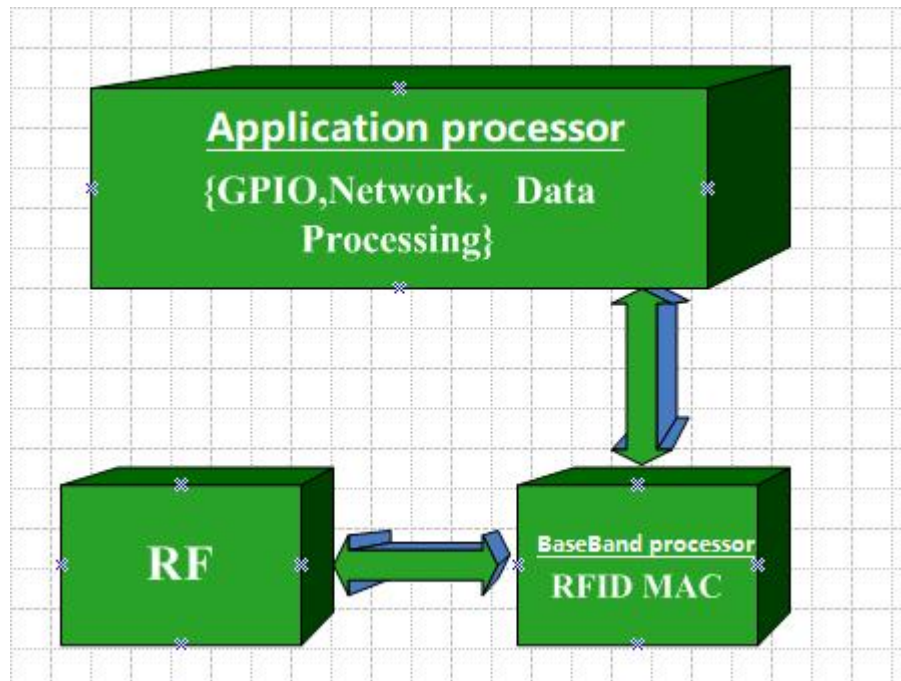 Application processor
{GPIO,Network，Data
Processing}
RF
BaseBand processor
RFID MAC